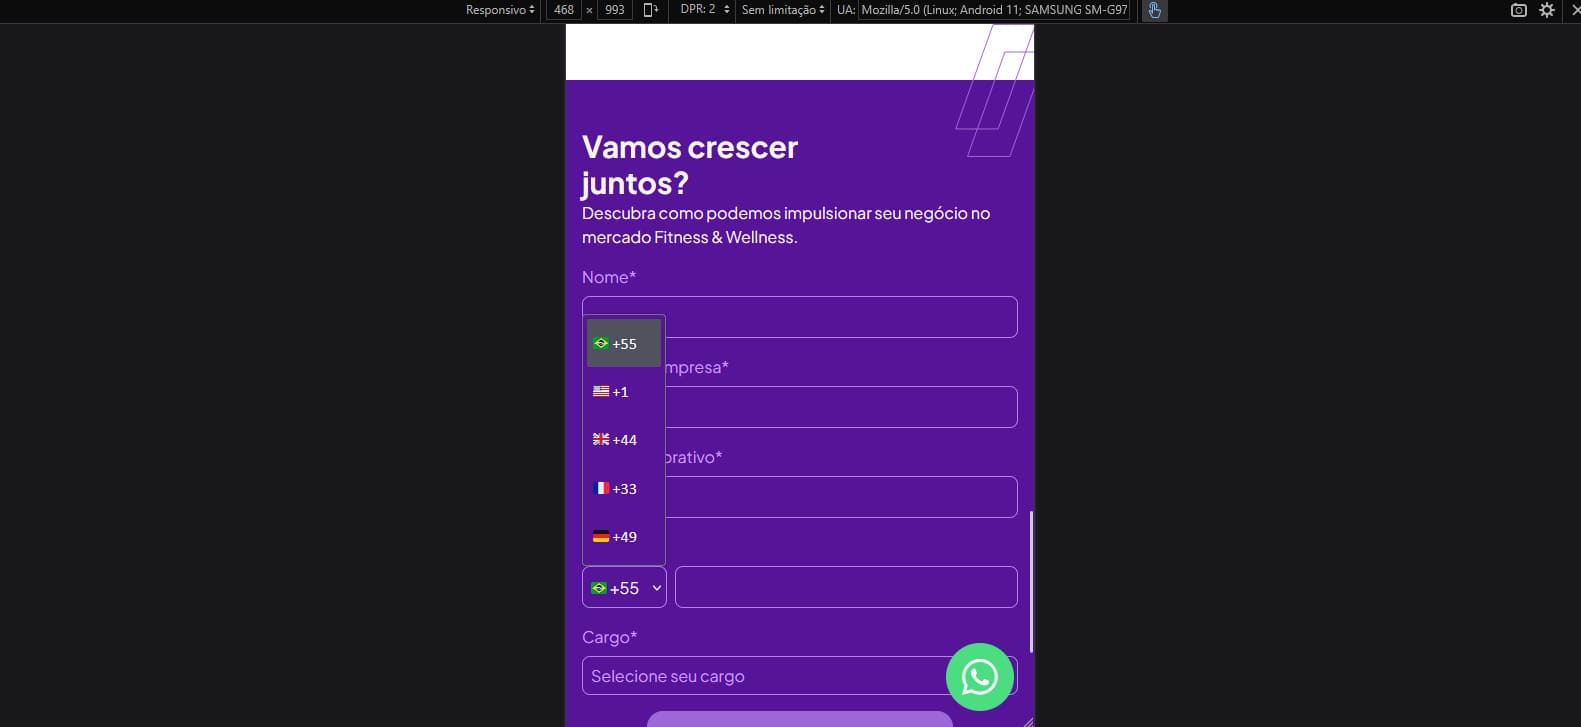 Responsivo 468 × 993 DPR: 2 Sem limitação UA: Mozilla/5.0 (Linux; Android 11; SAMSUNG SM-G97
Vamos crescer
juntos?
Descubra como podemos impulsionar seu negócio no
mercado Fitness & Wellness.
Nome*
+55
mpresa*
+1
+44
orativo*
+33
+49
+55
Cargo*
Selecione seu cargo